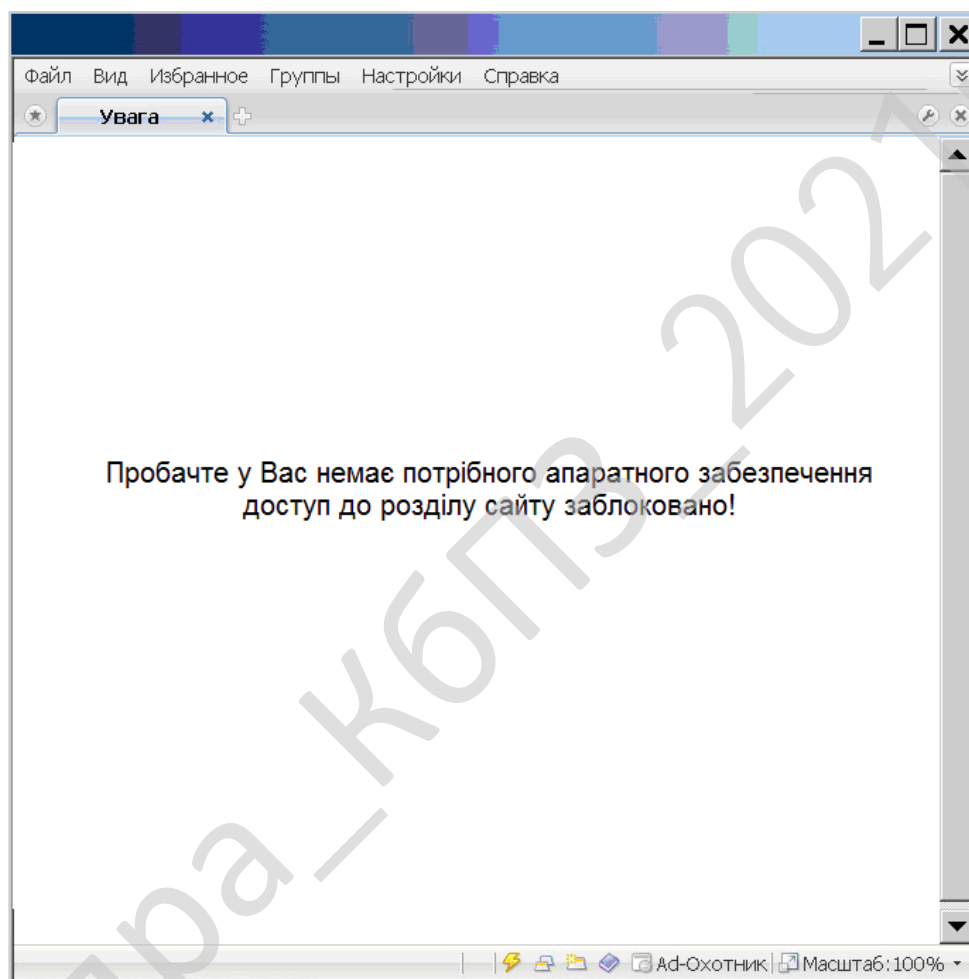 Файл Вид Избранное Группы Настройки Справка
Увага
Пробачте у Вас немає потрібного апаратного забезпечення
доступ до розділу сайту заблоковано!
Ad-Охотник Масштаб: 100%
ра_КбПЗ_202